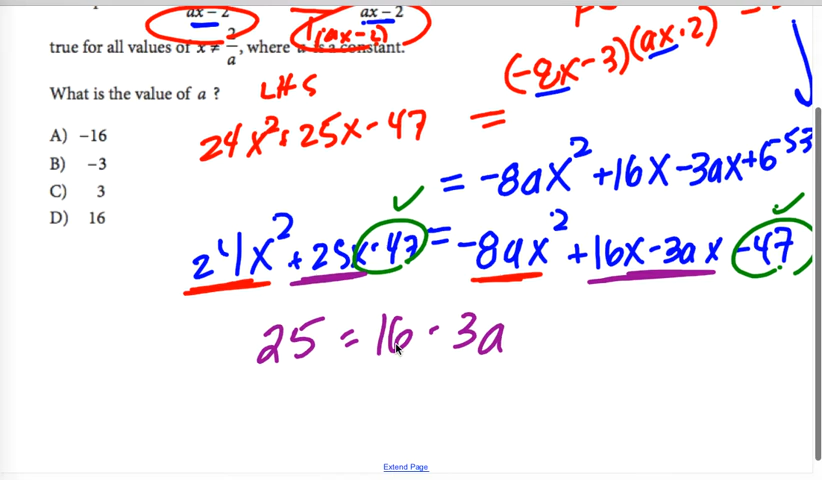 ax − 2 ax − 2
1(ax-2)
true for all values of x ≠ 2/a, where a is a constant.
What is the value of a ?
LHS
(-8x-3)(ax-2)
24x²+25x-47 =
A) −16
B) −3
C) 3
D) 16
= -8ax²+16x-3ax+6-53
24x²+25x-47 = -8ax²+16x-3ax-47
25 = 16 - 3a
Extend Page